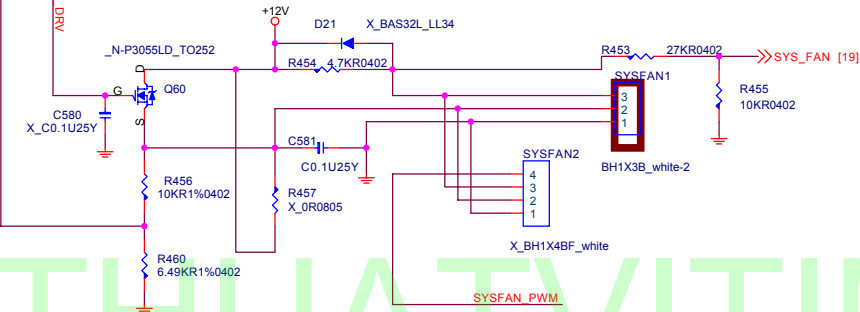 DRV
+12V
D21 X_BAS32L_LL34
_N-P3055LD_TO252
D
G
S
Q60
C580
X_C0.1U25Y
R454 4.7KR0402
R453 27KR0402
SYS_FAN [19]
SYSFAN1
3
2
1
BH1X3B_white-2
R455
10KR0402
C581
C0.1U25Y
R456
10KR1%0402
R457
X_0R0805
SYSFAN2
4
3
2
1
X_BH1X4BF_white
R460
6.49KR1%0402
SYSFAN_PWM
THUATVITIN